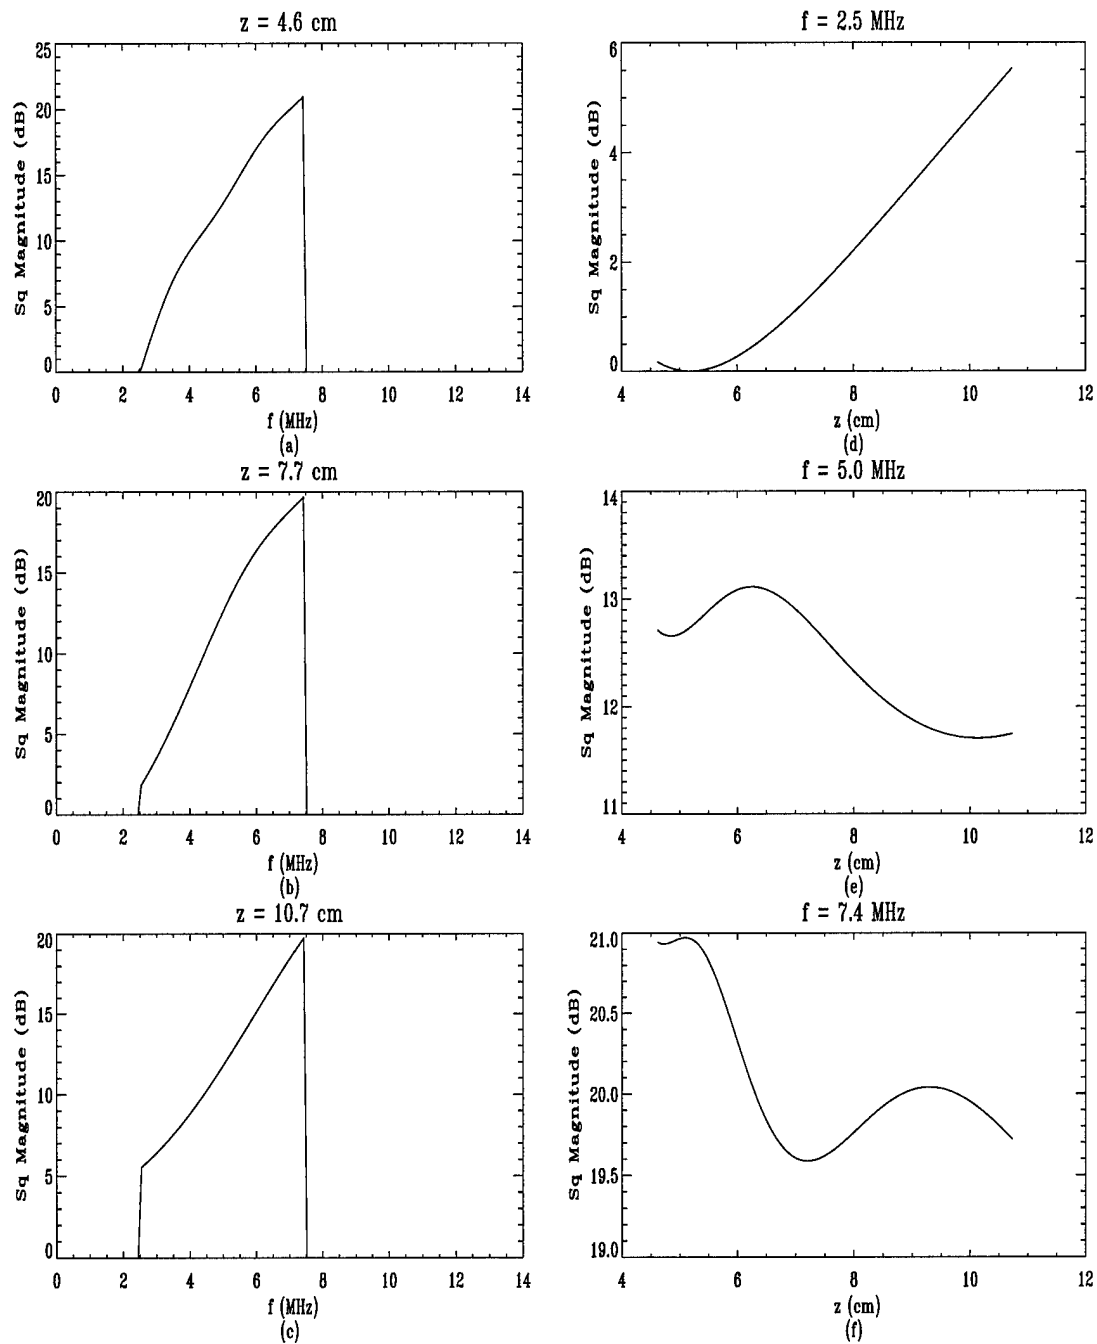 z = 4.6 cm
25
20
15
10
5
0
Sq Magnitude (dB)
0 2 4 6 8 10 12 14
f (MHz)
(a)
f = 2.5 MHz
6
4
2
0
Sq Magnitude (dB)
4 6 8 10 12
z (cm)
(d)
z = 7.7 cm
20
15
10
5
0
Sq Magnitude (dB)
0 2 4 6 8 10 12 14
f (MHz)
(b)
f = 5.0 MHz
14
13
12
11
Sq Magnitude (dB)
4 6 8 10 12
z (cm)
(e)
z = 10.7 cm
20
15
10
5
0
Sq Magnitude (dB)
0 2 4 6 8 10 12 14
f (MHz)
(c)
f = 7.4 MHz
21.0
20.5
20.0
19.5
19.0
Sq Magnitude (dB)
4 6 8 10 12
z (cm)
(f)